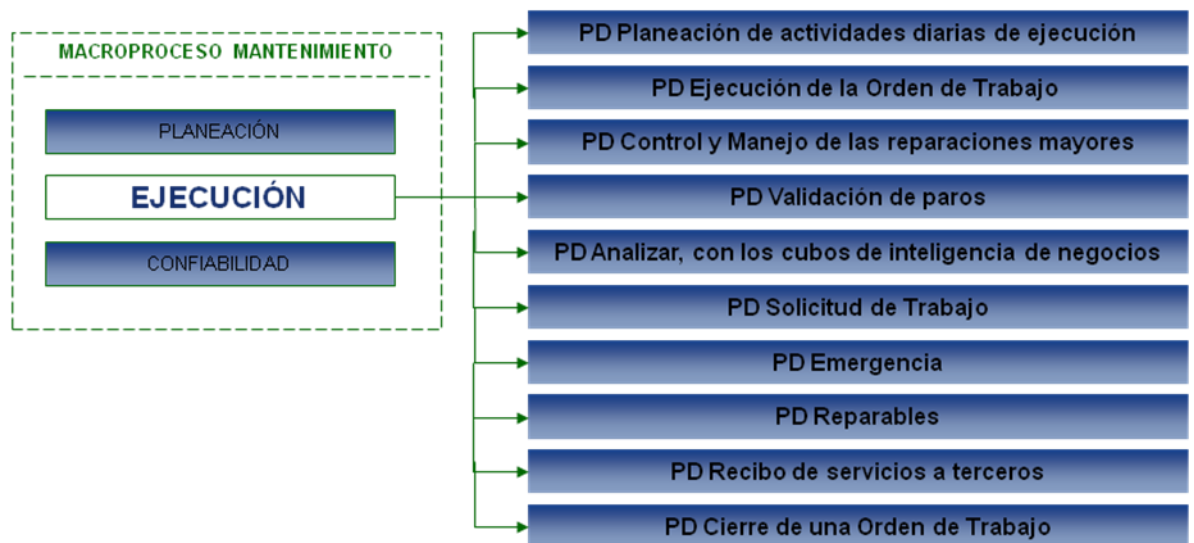 MACROPROCESO MANTENIMIENTO
PLANEACIÓN
EJECUCIÓN
CONFIABILIDAD
PD Planeación de actividades diarias de ejecución
PD Ejecución de la Orden de Trabajo
PD Control y Manejo de las reparaciones mayores
PD Validación de paros
PD Analizar, con los cubos de inteligencia de negocios
PD Solicitud de Trabajo
PD Emergencia
PD Reparables
PD Recibo de servicios a terceros
PD Cierre de una Orden de Trabajo